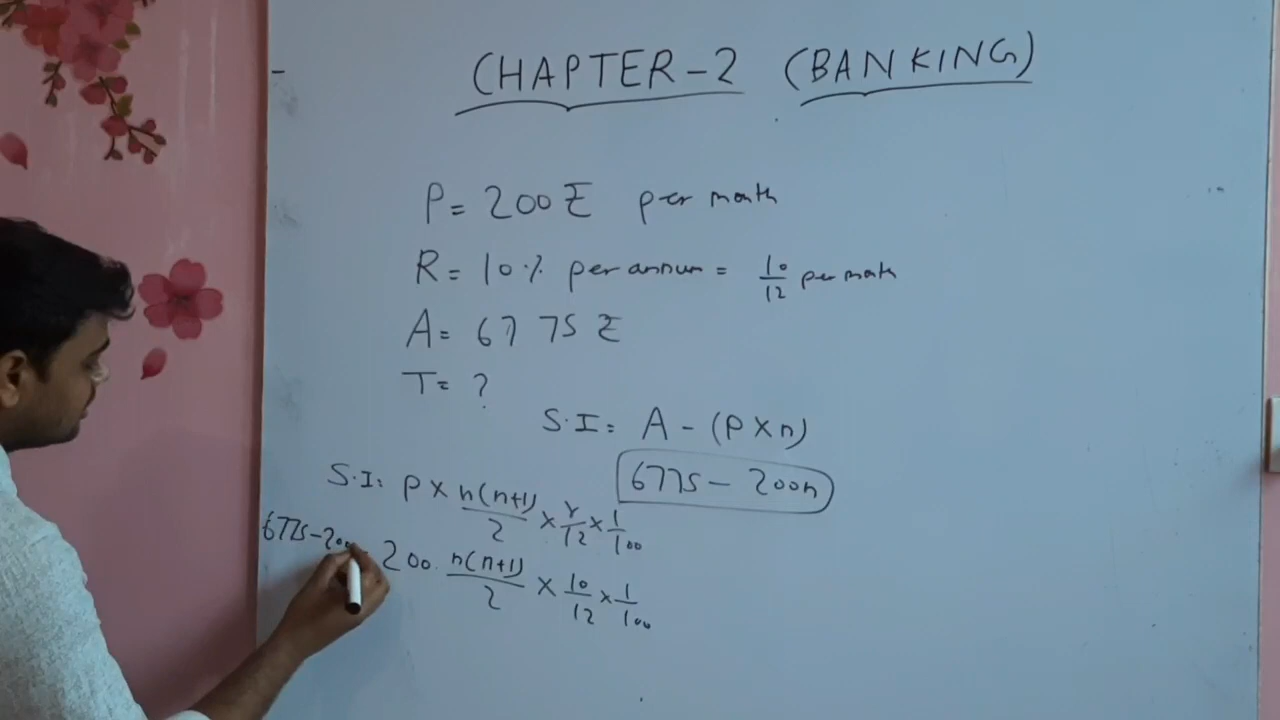 CHAPTER-2 (BANKING)
P= 200 ₹ per month
R= 10% per annum = 10/12 per month
A= 6775 ₹
T= ?
S.I= A - (P×n)
6775 - 200n
S.I= P× n(n+1)/2 × r/12 × 1/100
6775-200 200. n(n+1)/2 × 10/12 × 1/100